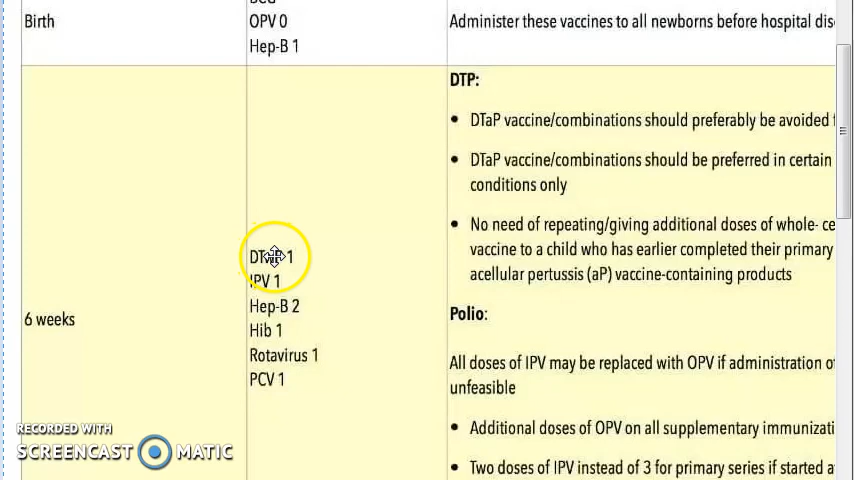 Birth
OPV 0
Hep-B 1
Administer these vaccines to all newborns before hospital
DTP:
• DTaP vaccine/combinations should preferably be avoided
• DTaP vaccine/combinations should be preferred in certain
conditions only
• No need of repeating/giving additional doses of whole-
vaccine to a child who has earlier completed their primary
acellular pertussis (aP) vaccine-containing products
6 weeks
DTwP 1
IPV 1
Hep-B 2
Hib 1
Rotavirus 1
PCV 1
Polio:
All doses of IPV may be replaced with OPV if administration
unfeasible
• Additional doses of OPV on all supplementary
• Two doses of IPV instead of 3 for primary series if started
RECORDED WITH
SCREENCAST MATIC